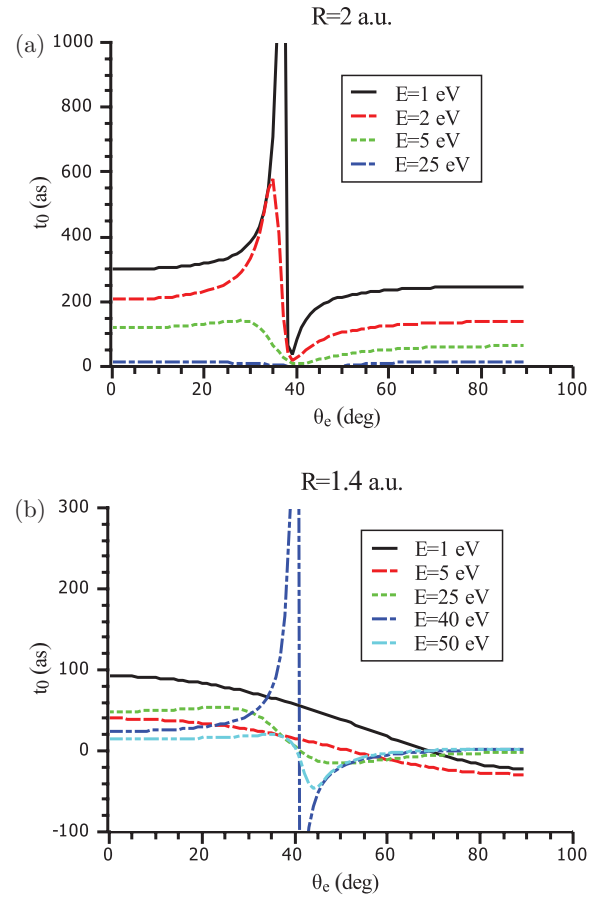 R=2 a.u.
(a)
1000
800
600
400
200
0
t0 (as)
E=1 eV
E=2 eV
E=5 eV
E=25 eV
0 20 40 60 80 100
θe (deg)
R=1.4 a.u.
(b)
300
200
100
0
-100
t0 (as)
E=1 eV
E=5 eV
E=25 eV
E=40 eV
E=50 eV
0 20 40 60 80 100
θe (deg)